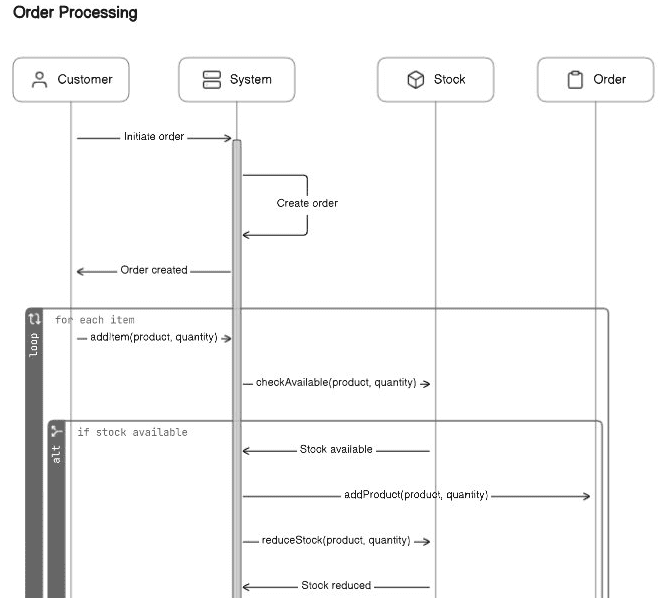 Order Processing
Customer
System
Stock
Order
Initiate order
Create order
Order created
loop
for each item
addItem(product, quantity)
checkAvailable(product, quantity)
alt
if stock available
Stock available
addProduct(product, quantity)
reduceStock(product, quantity)
Stock reduced